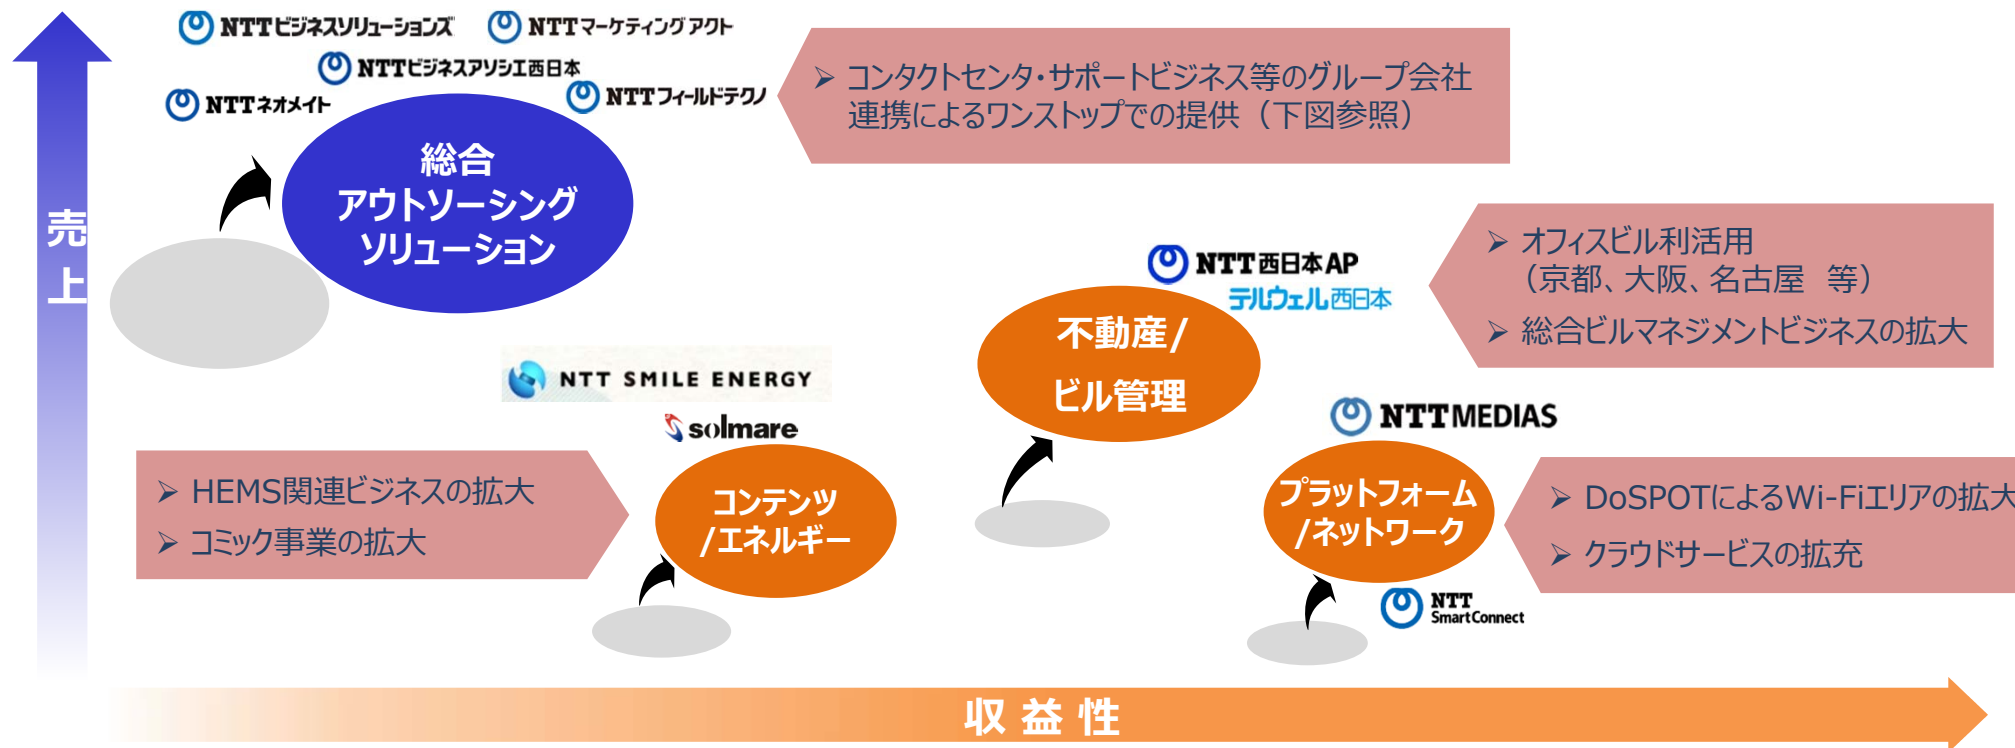 NTTビジネスソリューションズ
NTTマーケティングアクト
NTTビジネスアソシエ西日本
NTTネオメイト
NTTフィールドテクノ
➢ コンタクトセンタ・サポートビジネス等のグループ会社
連携によるワンストップでの提供（下図参照）
総合
アウトソーシング
ソリューション
売上
NTT西日本AP
テルウェル西日本
不動産/
ビル管理
➢ オフィスビル利活用
（京都、大阪、名古屋　等）
➢ 総合ビルマネジメントビジネスの拡大
NTT SMILE ENERGY
solmare
➢ HEMS関連ビジネスの拡大
➢ コミック事業の拡大
コンテンツ
/エネルギー
NTTMEDIAS
プラットフォーム
/ネットワーク
➢ DoSPOTによるWi-Fiエリアの拡大
➢ クラウドサービスの拡充
NTT
SmartConnect
収益性